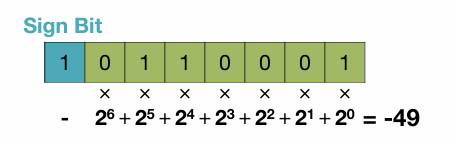 Sign Bit
1 0 1 1 0 0 0 1
× × × × × × ×
- 2⁶ + 2⁵ + 2⁴ + 2³ + 2² + 2¹ + 2⁰ = -49